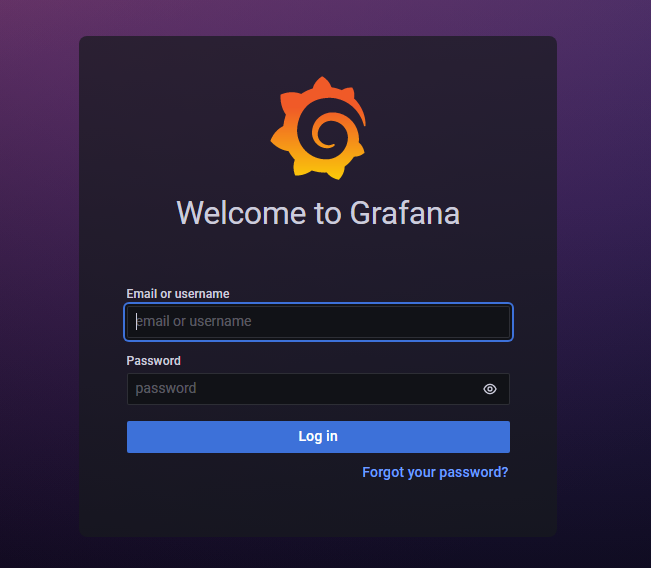 Welcome to Grafana
Email or username
email or username
Password
password
Log in
Forgot your password?